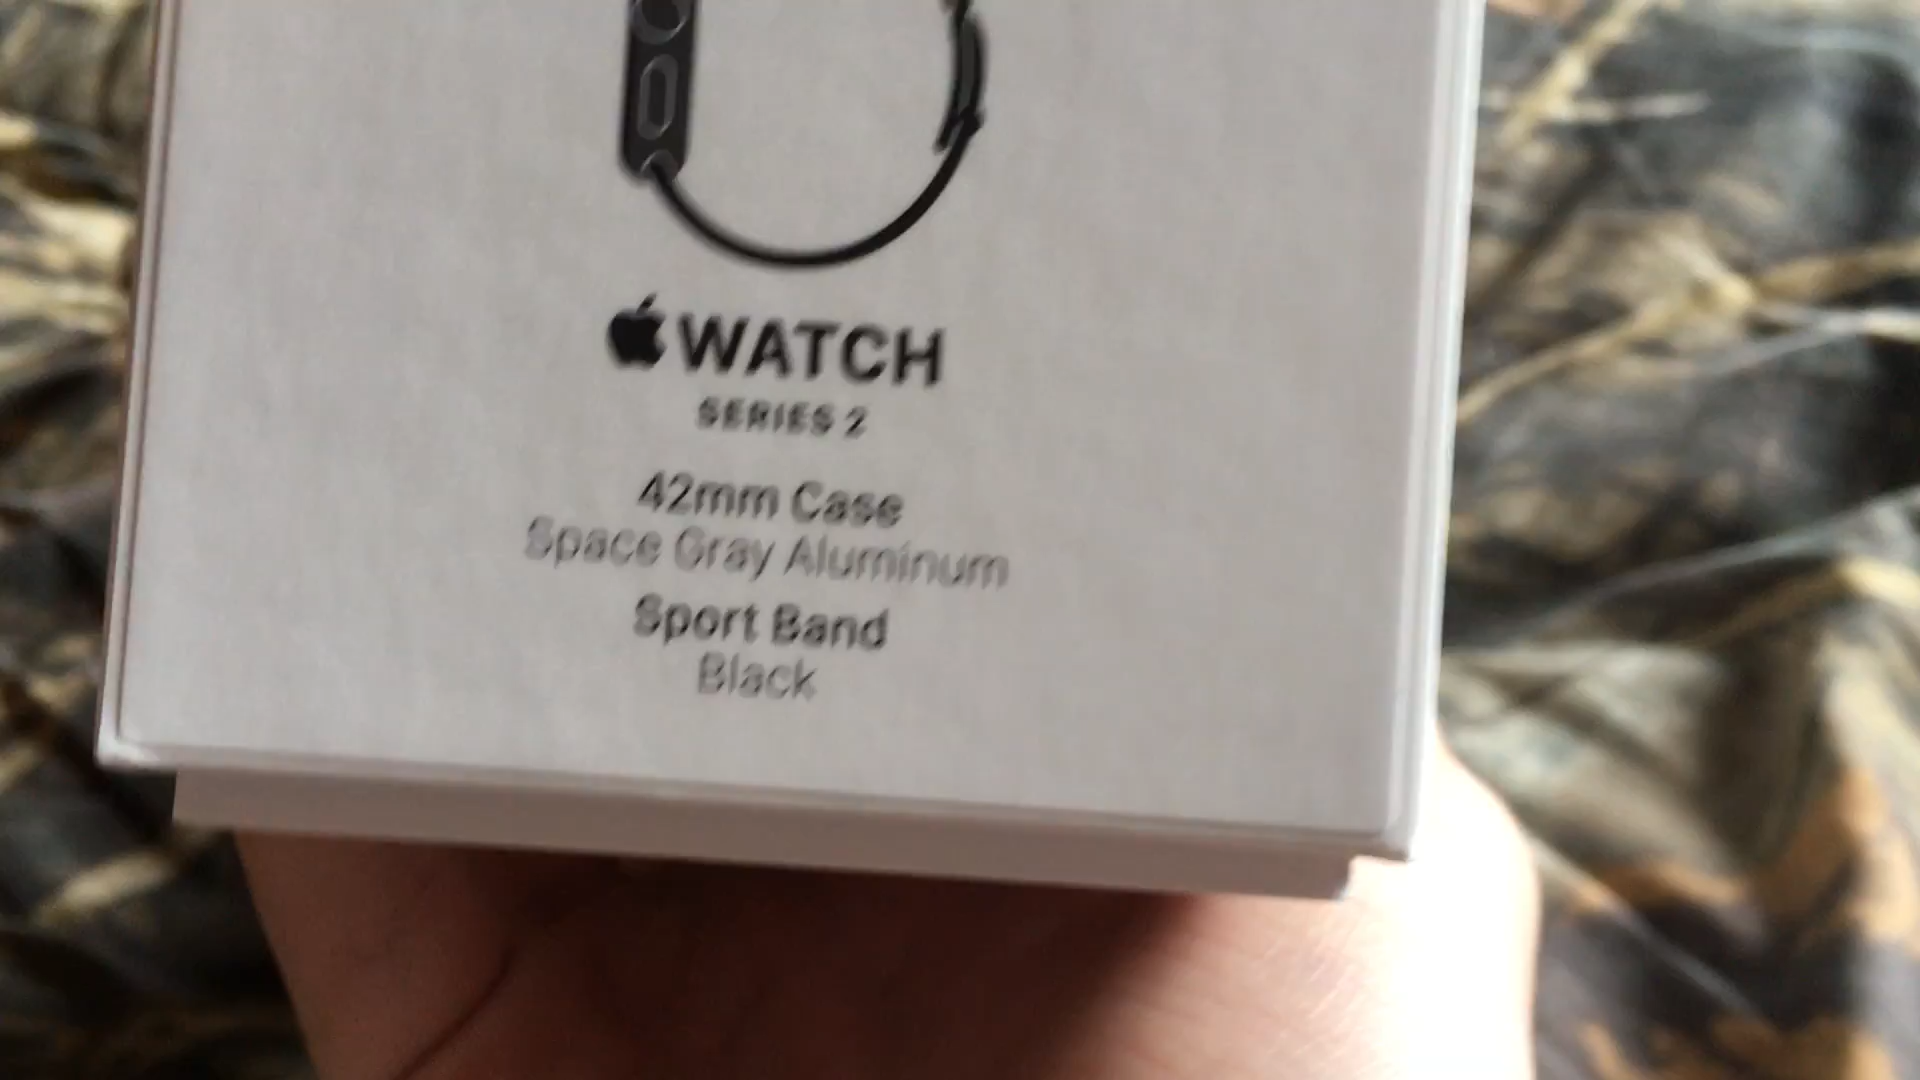 WATCH
SERIES 2
42mm Case
Space Gray Aluminum
Sport Band
Black